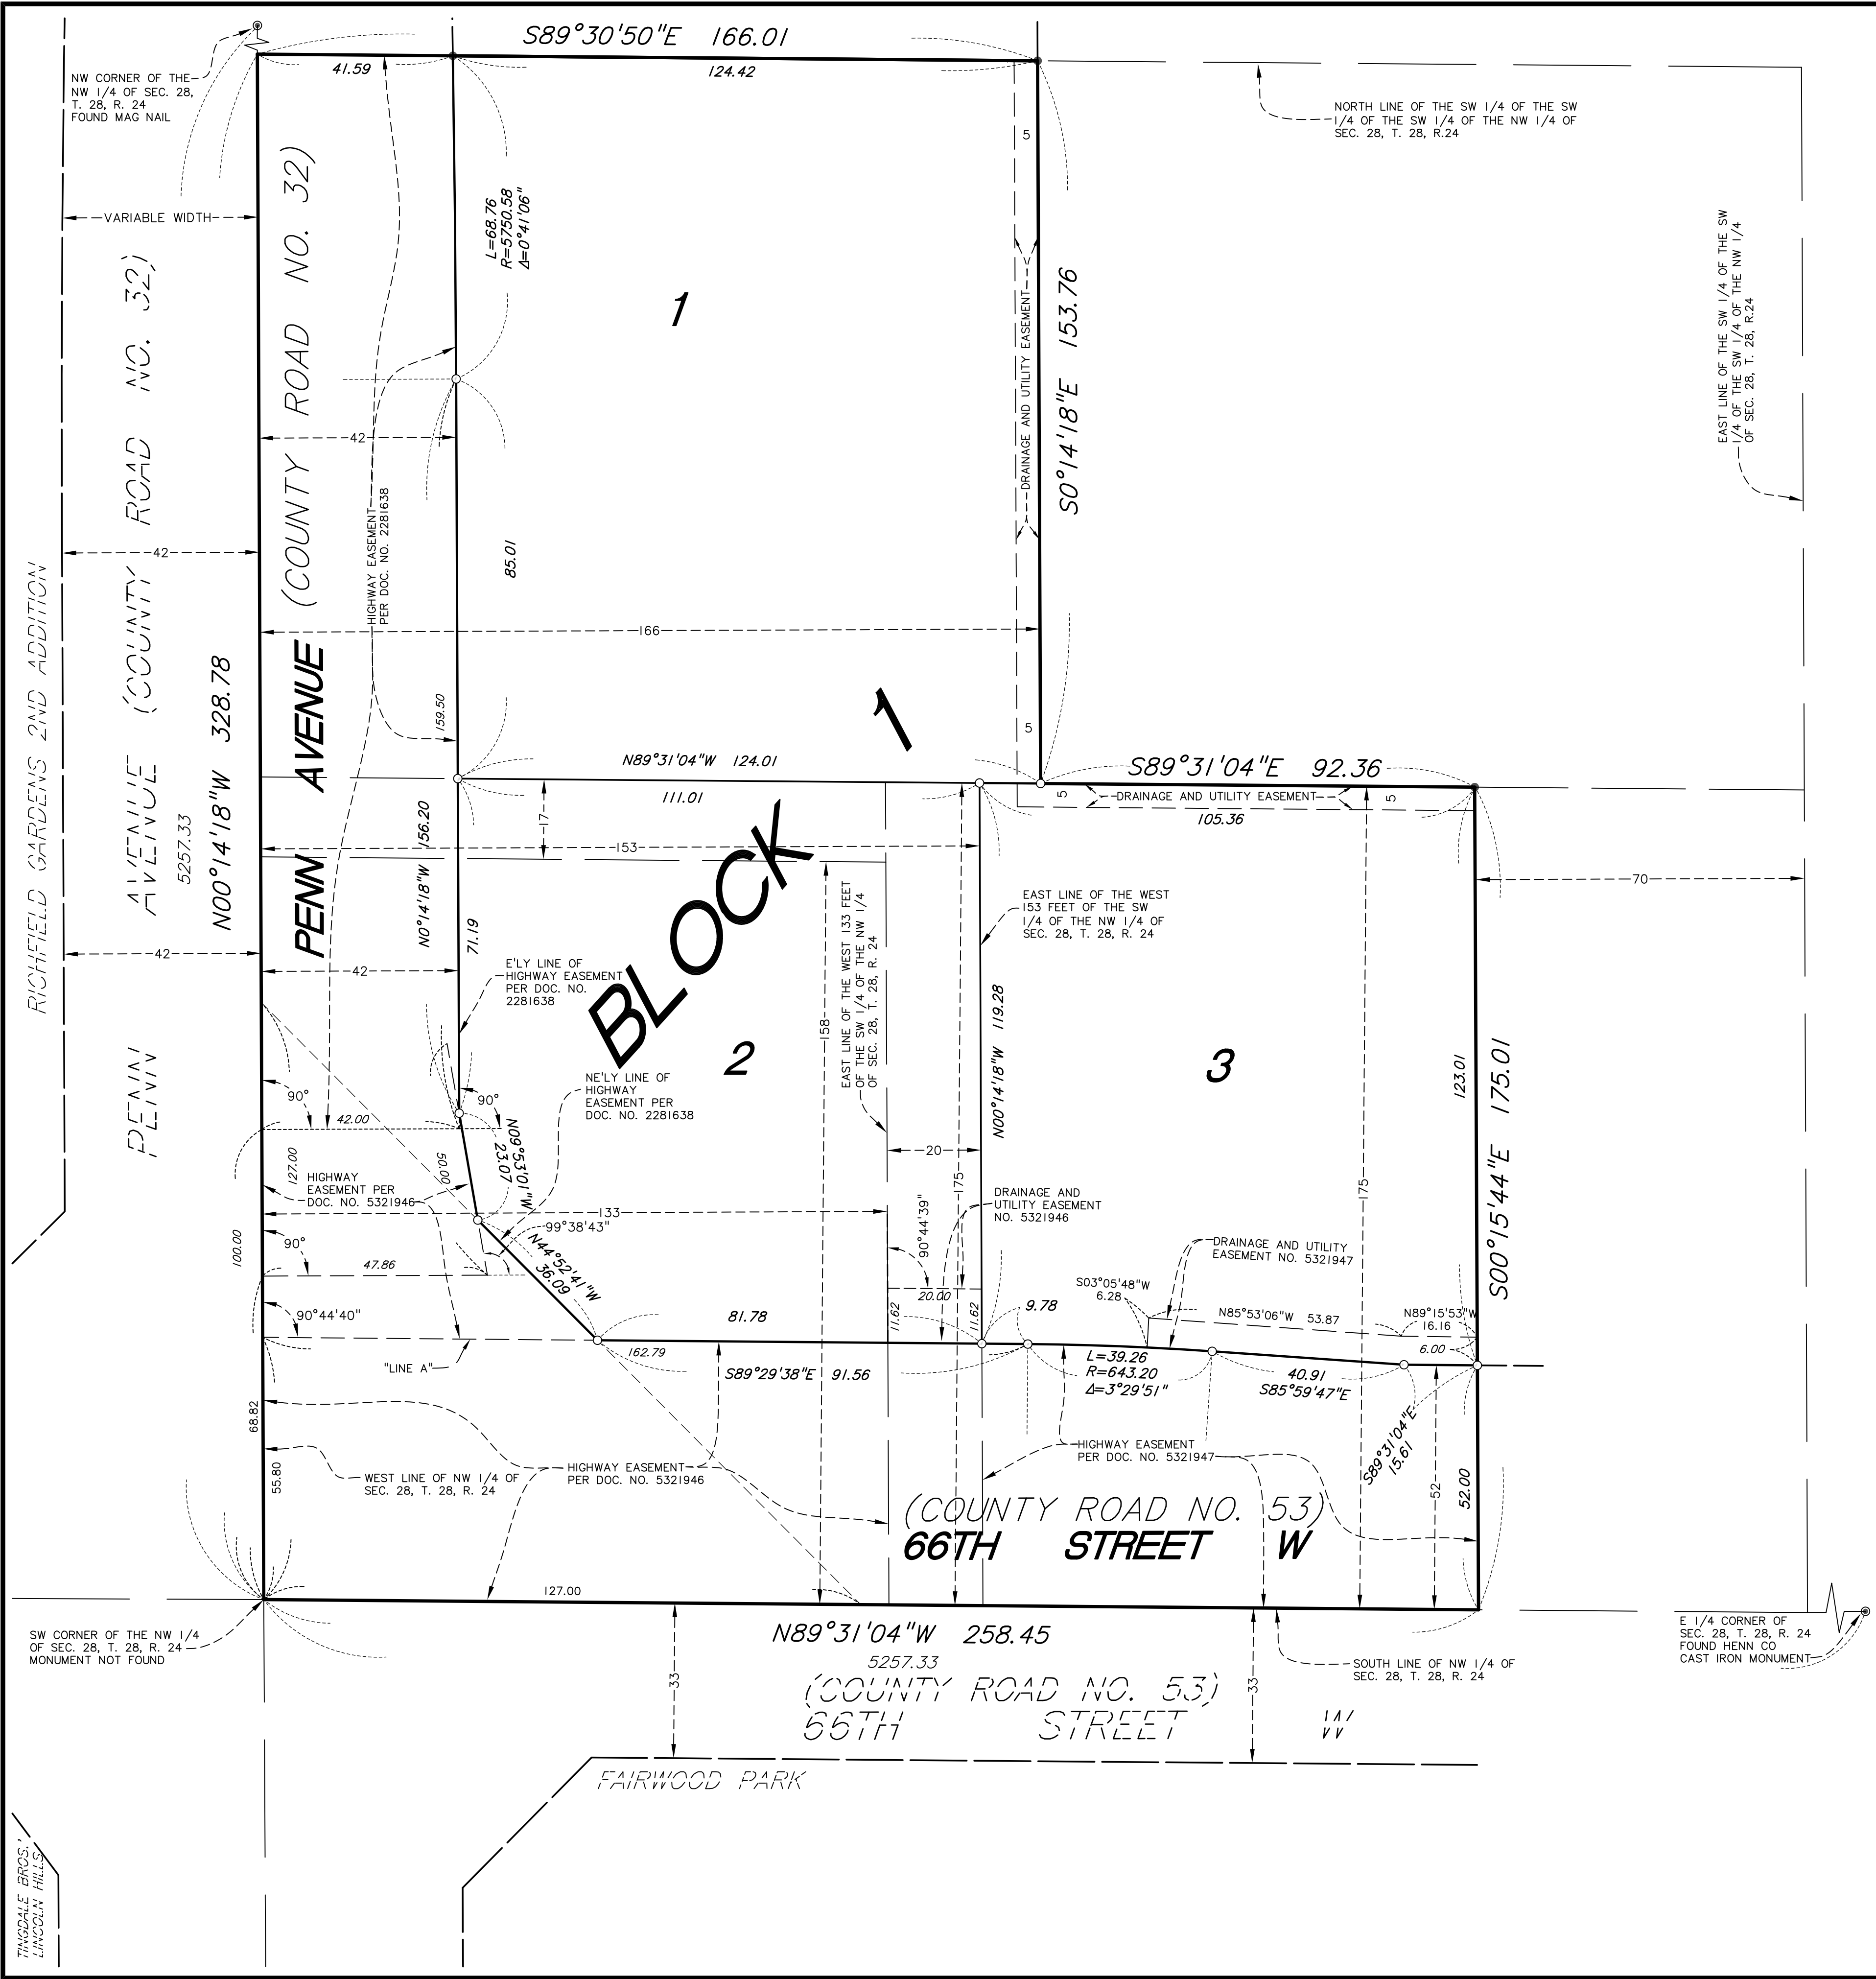 S89°30'50"E 166.01
41.59
124.42
NW CORNER OF THE
NW 1/4 OF SEC. 28,
T. 28, R. 24
FOUND MAG NAIL
NORTH LINE OF THE SW 1/4 OF THE SW
1/4 OF THE SW 1/4 OF THE NW 1/4 OF
SEC. 28, T. 28, R.24
5
VARIABLE WIDTH
L=68.76
R=5750.58
Δ=0°41'06"
1
EAST LINE OF THE SW 1/4 OF THE SW
1/4 OF THE SW 1/4 OF THE NW 1/4
OF SEC. 28, T. 28, R.24
DRAINAGE AND UTILITY EASEMENT
S0°14'18"E 153.76
PENN AVENUE (COUNTY ROAD NO. 32)
PENN AVENUE (COUNTY ROAD NO. 32)
42
42
HIGHWAY EASEMENT
PER DOC. NO. 2281638
85.01
RICHFIELD GARDENS 2ND ADDITION
166
5257.33
N00°14'18"W 328.78
159.50
5
BLOCK 1
N89°31'04"W 124.01
111.01
S89°31'04"E 92.36
5
DRAINAGE AND UTILITY EASEMENT
5
105.36
17
153
N0°14'18"W 156.20
71.19
EAST LINE OF THE WEST
153 FEET OF THE SW
1/4 OF THE NW 1/4 OF
SEC. 28, T. 28, R. 24
70
42
42
E'LY LINE OF
HIGHWAY EASEMENT
PER DOC. NO.
2281638
158
EAST LINE OF THE WEST 133 FEET
OF THE SW 1/4 OF THE NW 1/4
OF SEC. 28, T. 28, R. 24
N00°14'18"W 119.28
2
3
123.01
S00°15'44"E 175.01
NE'LY LINE OF
HIGHWAY
EASEMENT PER
DOC. NO. 2281638
90°
90°
42.00
N09°53'01"W
23.07
50.00
127.00
20
HIGHWAY
EASEMENT PER
DOC. NO. 5321946
175
175
DRAINAGE AND
UTILITY EASEMENT
NO. 5321946
133
99°38'43"
90°44'39"
100.00
90°
47.86
N44°52'41"W
36.09
DRAINAGE AND UTILITY
EASEMENT NO. 5321947
S03°05'48"W
6.28
N85°53'06"W 53.87
N89°15'53"W
16.16
6.00
90°44'40"
20.00
11.62
11.62
9.78
81.78
162.79
"LINE A"
S89°29'38"E 91.56
L=39.26
R=643.20
Δ=3°29'51"
40.91
S85°59'47"E
S89°31'04"E
15.61
68.82
55.80
WEST LINE OF NW 1/4 OF
SEC. 28, T. 28, R. 24
HIGHWAY EASEMENT
PER DOC. NO. 5321946
HIGHWAY EASEMENT
PER DOC. NO. 5321947
52
52.00
(COUNTY ROAD NO. 53)
66TH STREET W
127.00
SW CORNER OF THE NW 1/4
OF SEC. 28, T. 28, R. 24
MONUMENT NOT FOUND
N89°31'04"W 258.45
5257.33
(COUNTY ROAD NO. 53)
66TH STREET W
33
33
SOUTH LINE OF NW 1/4 OF
SEC. 28, T. 28, R. 24
E 1/4 CORNER OF
SEC. 28, T. 28, R. 24
FOUND HENN CO
CAST IRON MONUMENT
FAIRWOOD PARK
TINGDALE BROS.'
LINCOLN HILLS